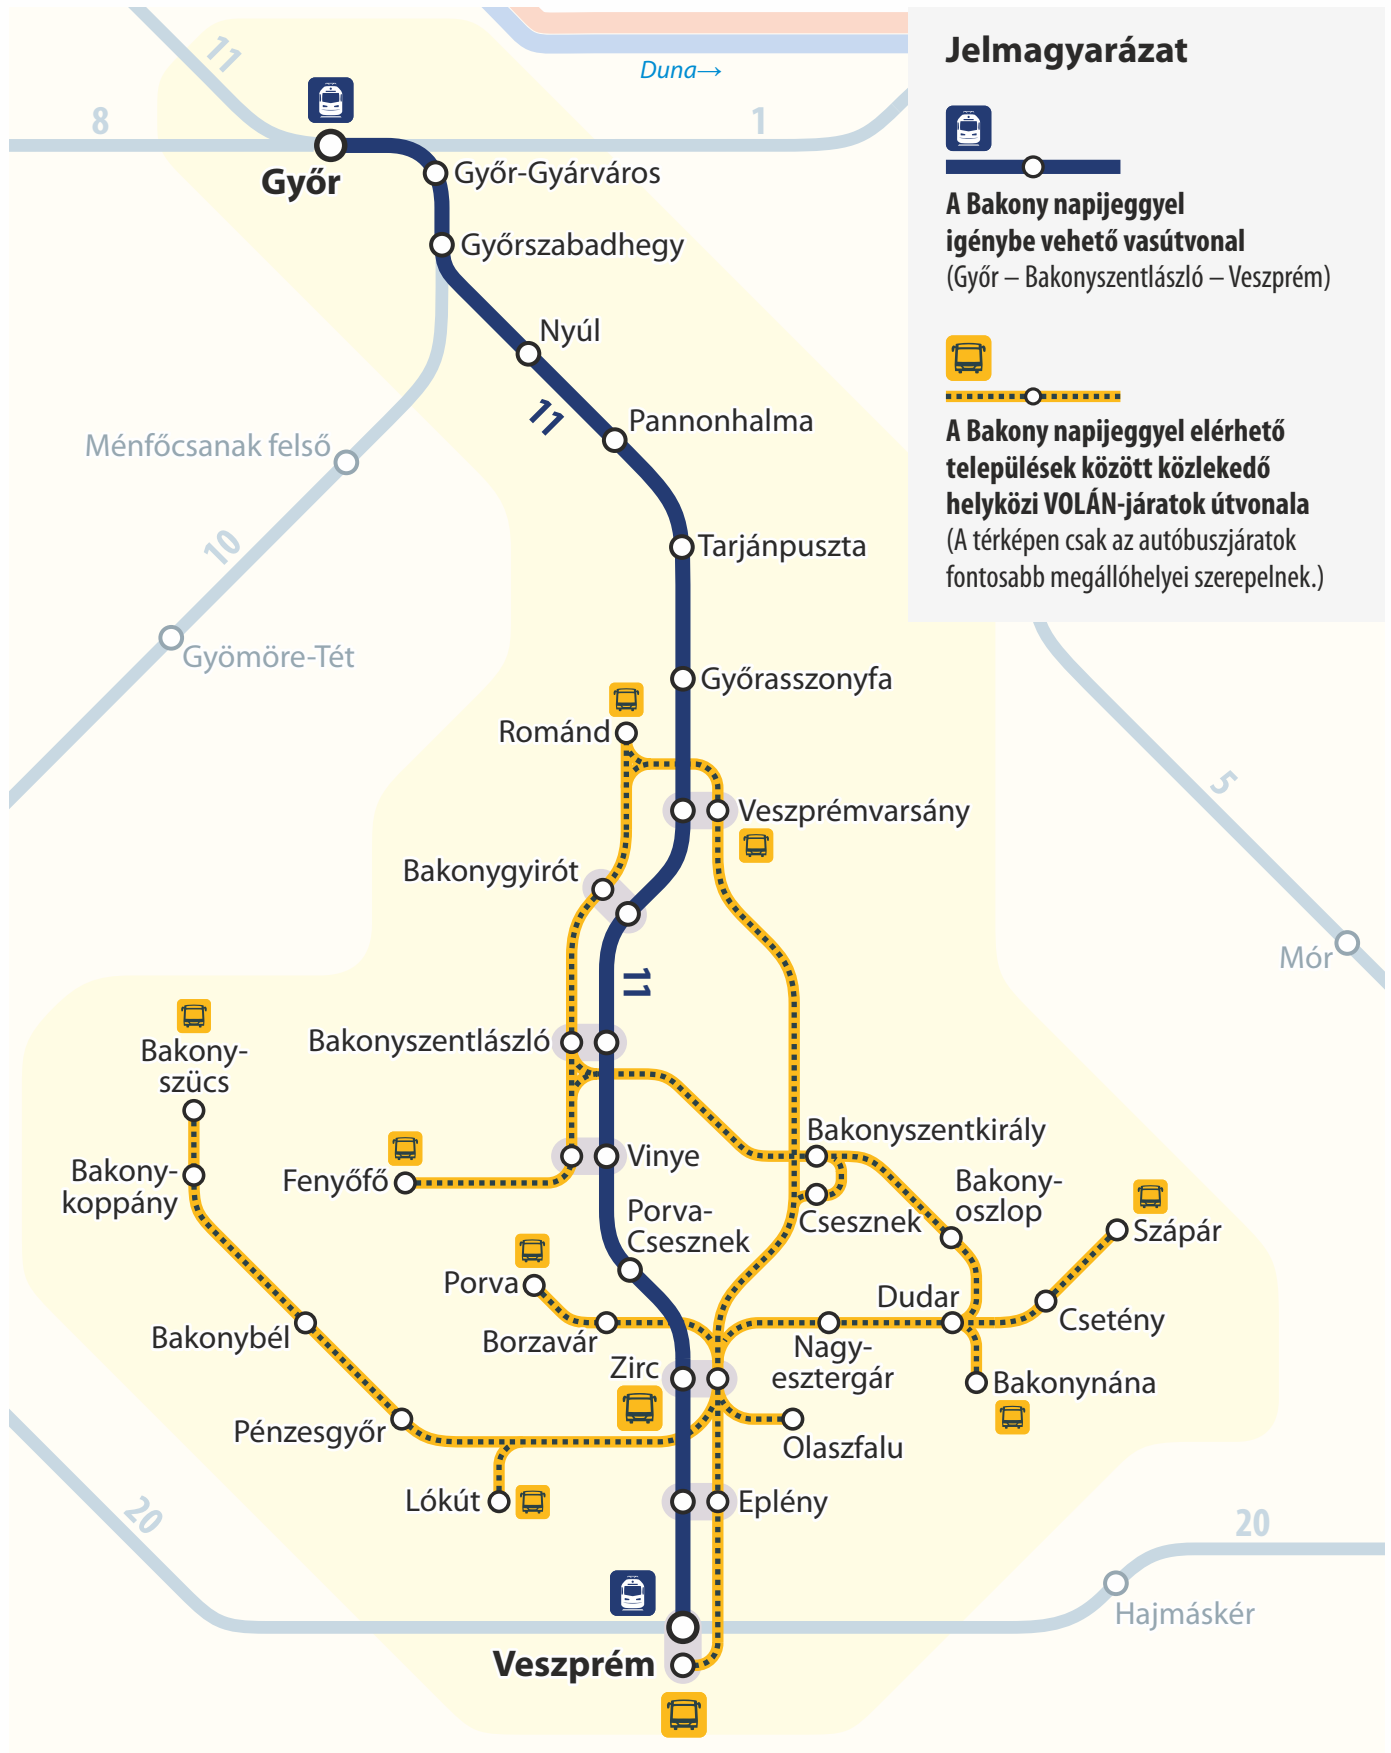 11
8
Duna→
1
Győr
Győr-Gyárváros
Győrszabadhegy
Nyúl
11
Pannonhalma
Ménfőcsanak felső
10
Gyömöre-Tét
Tarjánpuszta
Győrasszonyfa
Románd
Veszprémvarsány
Bakonygyirót
11
5
Mór
Bakony-
szücs
Bakonyszentlászló
Bakony-
koppány
Fenyőfő
Vinye
Bakonyszentkirály
Csesznek
Bakony-
oszlop
Szápár
Porva-
Csesznek
Porva
Borzavár
Dudar
Csetény
Bakonybél
Zirc
Nagy-
esztergár
Bakonynána
Pénzesgyőr
Olaszfalu
Lókút
Eplény
20
20
Hajmáskér
Veszprém
Jelmagyarázat
A Bakony napijeggyel
igénybe vehető vasútvonal
(Győr – Bakonyszentlászló – Veszprém)
A Bakony napijeggyel elérhető
települések között közlekedő
helyközi VOLÁN-járatok útvonala
(A térképen csak az autóbuszjáratok
fontosabb megállóhelyei szerepelnek.)